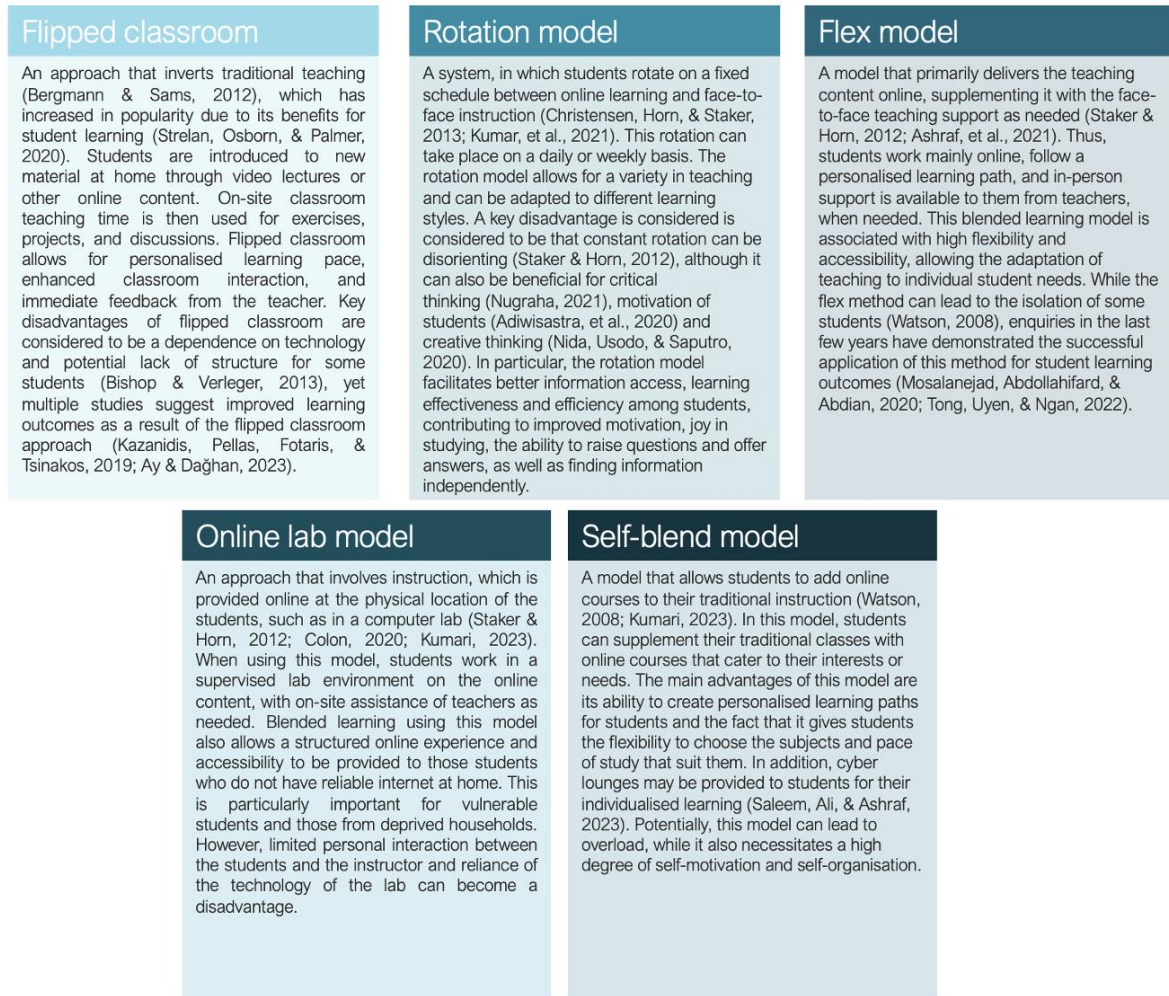 Flipped classroom
An approach that inverts traditional teaching
(Bergmann & Sams, 2012), which has
increased in popularity due to its benefits for
student learning (Strelan, Osborn, & Palmer,
2020). Students are introduced to new
material at home through video lectures or
other online content. On-site classroom
teaching time is then used for exercises,
projects, and discussions. Flipped classroom
allows for personalised learning pace,
enhanced classroom interaction, and
immediate feedback from the teacher. Key
disadvantages of flipped classroom are
considered to be a dependence on technology
and potential lack of structure for some
students (Bishop & Verleger, 2013), yet
multiple studies suggest improved learning
outcomes as a result of the flipped classroom
approach (Kazanidis, Pellas, Fotaris, &
Tsinakos, 2019; Ay & Dağhan, 2023).
Rotation model
A system, in which students rotate on a fixed
schedule between online learning and face-to-
face instruction (Christensen, Horn, & Staker,
2013; Kumar, et al., 2021). This rotation can
take place on a daily or weekly basis. The
rotation model allows for a variety in teaching
and can be adapted to different learning
styles. A key disadvantage is considered is
considered to be that constant rotation can be
disorienting (Staker & Horn, 2012), although it
can also be beneficial for critical
thinking (Nugraha, 2021), motivation of
students (Adiwisastra, et al., 2020) and
creative thinking (Nida, Usodo, & Saputro,
2020). In particular, the rotation model
facilitates better information access, learning
effectiveness and efficiency among students,
contributing to improved motivation, joy in
studying, the ability to raise questions and offer
answers, as well as finding information
independently.
Flex model
A model that primarily delivers the teaching
content online, supplementing it with the face-
to-face teaching support as needed (Staker &
Horn, 2012; Ashraf, et al., 2021). Thus,
students work mainly online, follow a
personalised learning path, and in-person
support is available to them from teachers,
when needed. This blended learning model is
associated with high flexibility and
accessibility, allowing the adaptation of
teaching to individual student needs. While the
flex method can lead to the isolation of some
students (Watson, 2008), enquiries in the last
few years have demonstrated the successful
application of this method for student learning
outcomes (Mosalanejad, Abdollahifard, &
Abdian, 2020; Tong, Uyen, & Ngan, 2022).
Online lab model
An approach that involves instruction, which is
provided online at the physical location of the
students, such as in a computer lab (Staker &
Horn, 2012; Colon, 2020; Kumari, 2023).
When using this model, students work in a
supervised lab environment on the online
content, with on-site assistance of teachers as
needed. Blended learning using this model
also allows a structured online experience and
accessibility to be provided to those students
who do not have reliable internet at home. This
is particularly important for vulnerable
students and those from deprived households.
However, limited personal interaction between
the students and the instructor and reliance of
the technology of the lab can become a
disadvantage.
Self-blend model
A model that allows students to add online
courses to their traditional instruction (Watson,
2008; Kumari, 2023). In this model, students
can supplement their traditional classes with
online courses that cater to their interests or
needs. The main advantages of this model are
its ability to create personalised learning paths
for students and the fact that it gives students
the flexibility to choose the subjects and pace
of study that suit them. In addition, cyber
lounges may be provided to students for their
individualised learning (Saleem, Ali, & Ashraf,
2023). Potentially, this model can lead to
overload, while it also necessitates a high
degree of self-motivation and self-organisation.